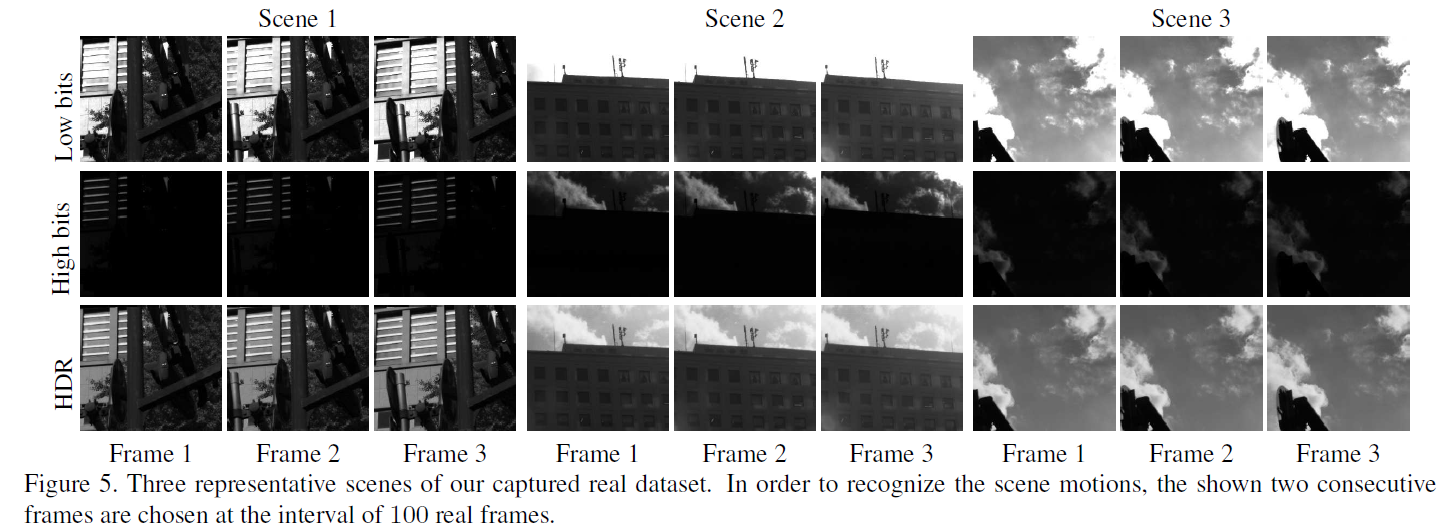 Scene 1 Scene 2 Scene 3
Low bits
High bits
HDR
Frame 1 Frame 2 Frame 3 Frame 1 Frame 2 Frame 3 Frame 1 Frame 2 Frame 3
Figure 5. Three representative scenes of our captured real dataset. In order to recognize the scene motions, the shown two consecutive
frames are chosen at the interval of 100 real frames.